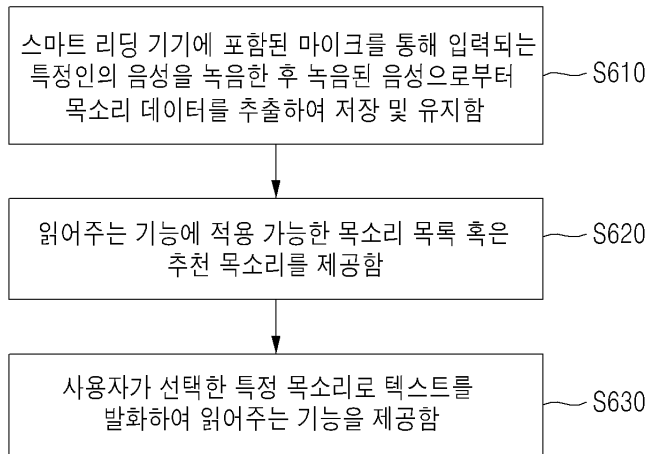 스마트 리딩 기기에 포함된 마이크를 통해 입력되는
특정인의 음성을 녹음한 후 녹음된 음성으로부터
목소리 데이터를 추출하여 저장 및 유지함
S610
읽어주는 기능에 적용 가능한 목소리 목록 혹은
추천 목소리를 제공함
S620
사용자가 선택한 특정 목소리로 텍스트를
발화하여 읽어주는 기능을 제공함
S630